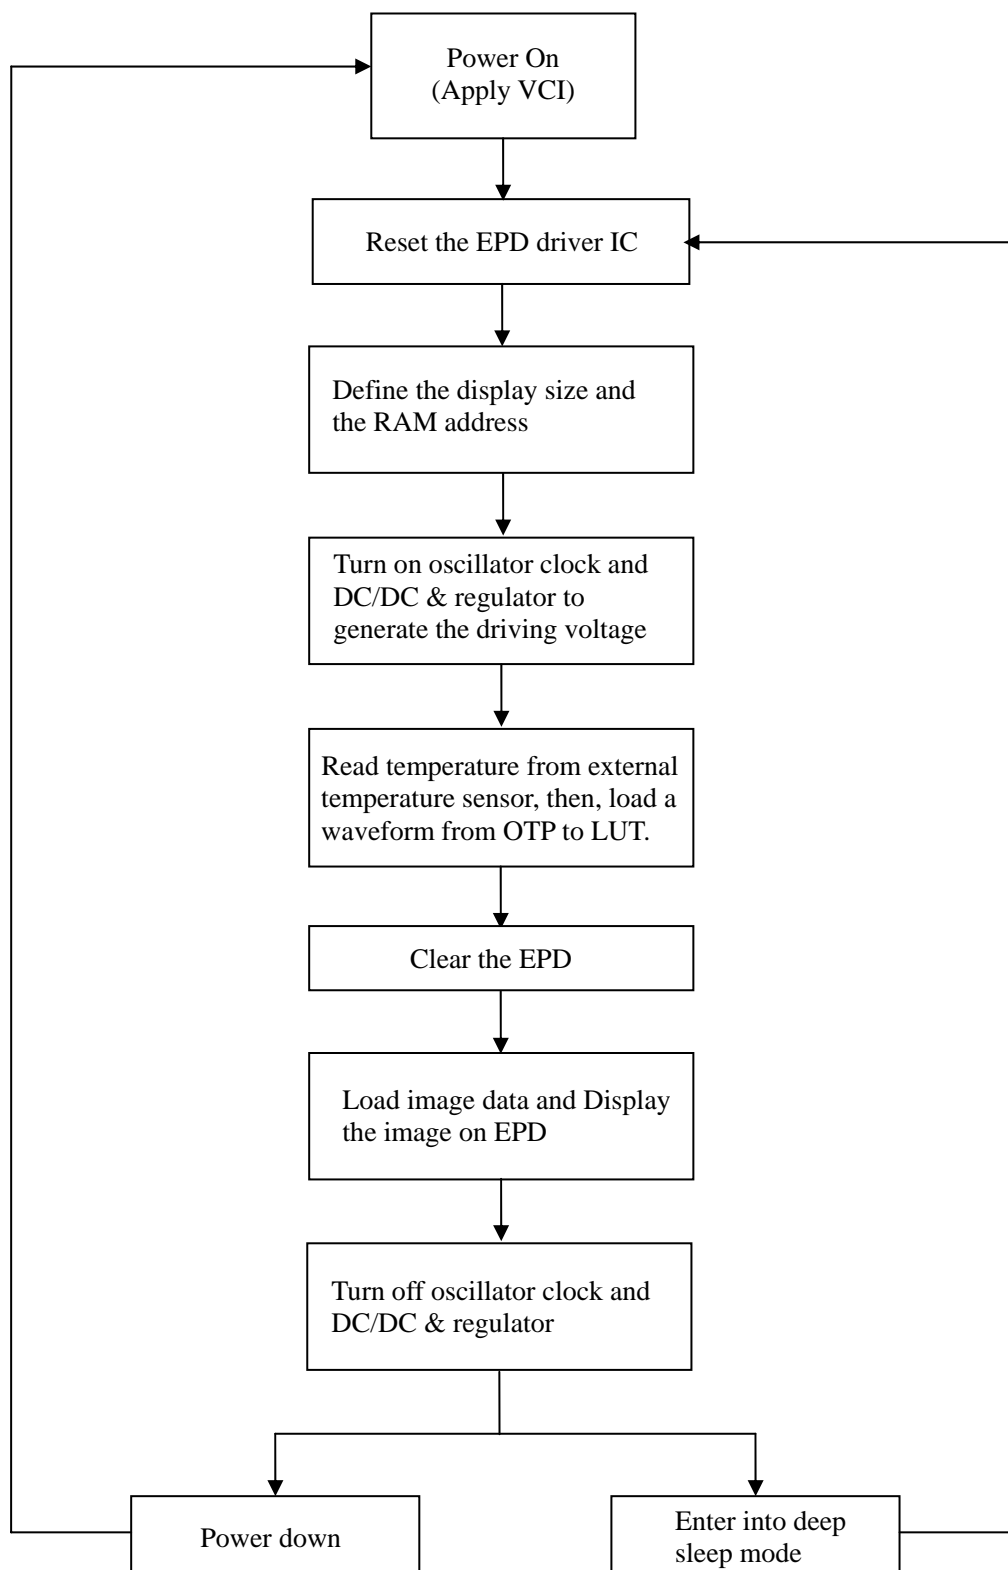 Power On
(Apply VCI)
Reset the EPD driver IC
Define the display size and
the RAM address
Turn on oscillator clock and
DC/DC & regulator to
generate the driving voltage
Read temperature from external
temperature sensor, then, load a
waveform from OTP to LUT.
Clear the EPD
Load image data and Display
the image on EPD
Turn off oscillator clock and
DC/DC & regulator
Power down
Enter into deep
sleep mode